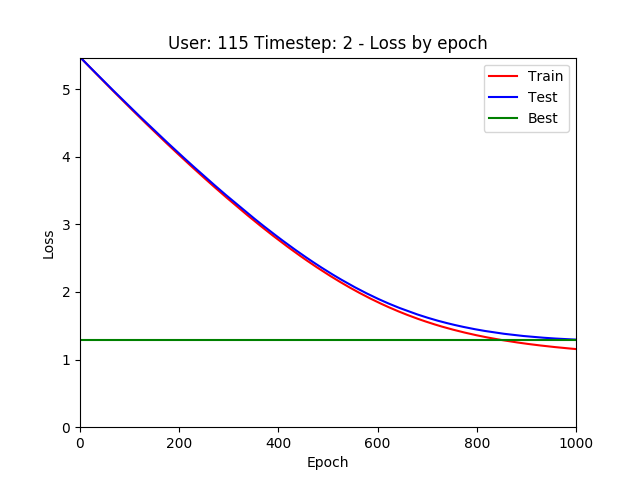 User: 115 Timestep: 2 - Loss by epoch
Train
Test
Best
Loss
5
4
3
2
1
0
0 200 400 600 800 1000
Epoch